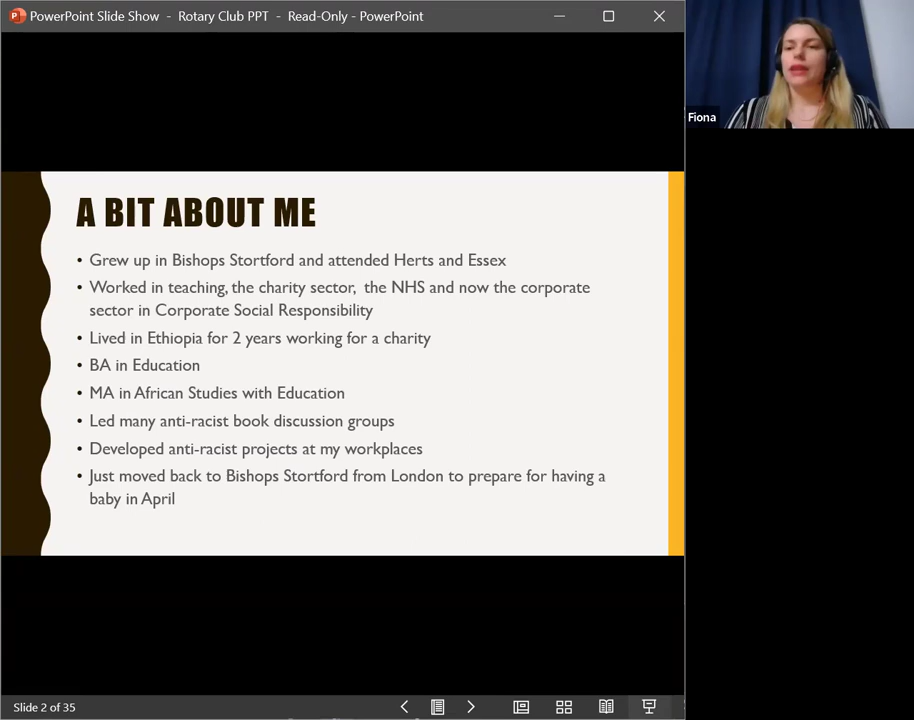 PowerPoint Slide Show - Rotary Club PPT - Read-Only - PowerPoint
Fiona
A BIT ABOUT ME
• Grew up in Bishops Stortford and attended Herts and Essex
• Worked in teaching, the charity sector, the NHS and now the corporate
sector in Corporate Social Responsibility
• Lived in Ethiopia for 2 years working for a charity
• BA in Education
• MA in African Studies with Education
• Led many anti-racist book discussion groups
• Developed anti-racist projects at my workplaces
• Just moved back to Bishops Stortford from London to prepare for having a
baby in April
Slide 2 of 35